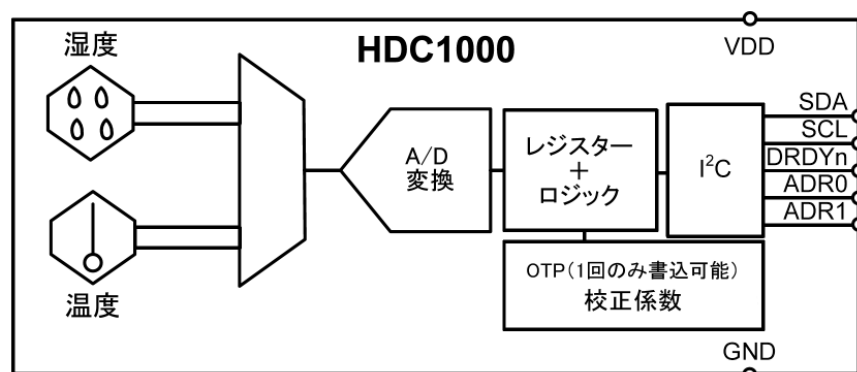 HDC1000
湿度
温度
A/D
変換
レジスター
+
ロジック
I²C
OTP(1回のみ書込可能)
校正係数
VDD
SDA
SCL
DRDYn
ADR0
ADR1
GND